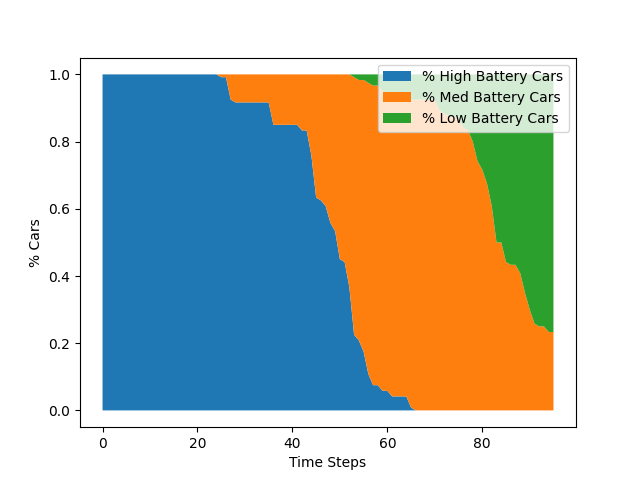 % High Battery Cars
% Med Battery Cars
% Low Battery Cars
1.0
0.8
0.6
0.4
0.2
0.0
% Cars
0 20 40 60 80
Time Steps